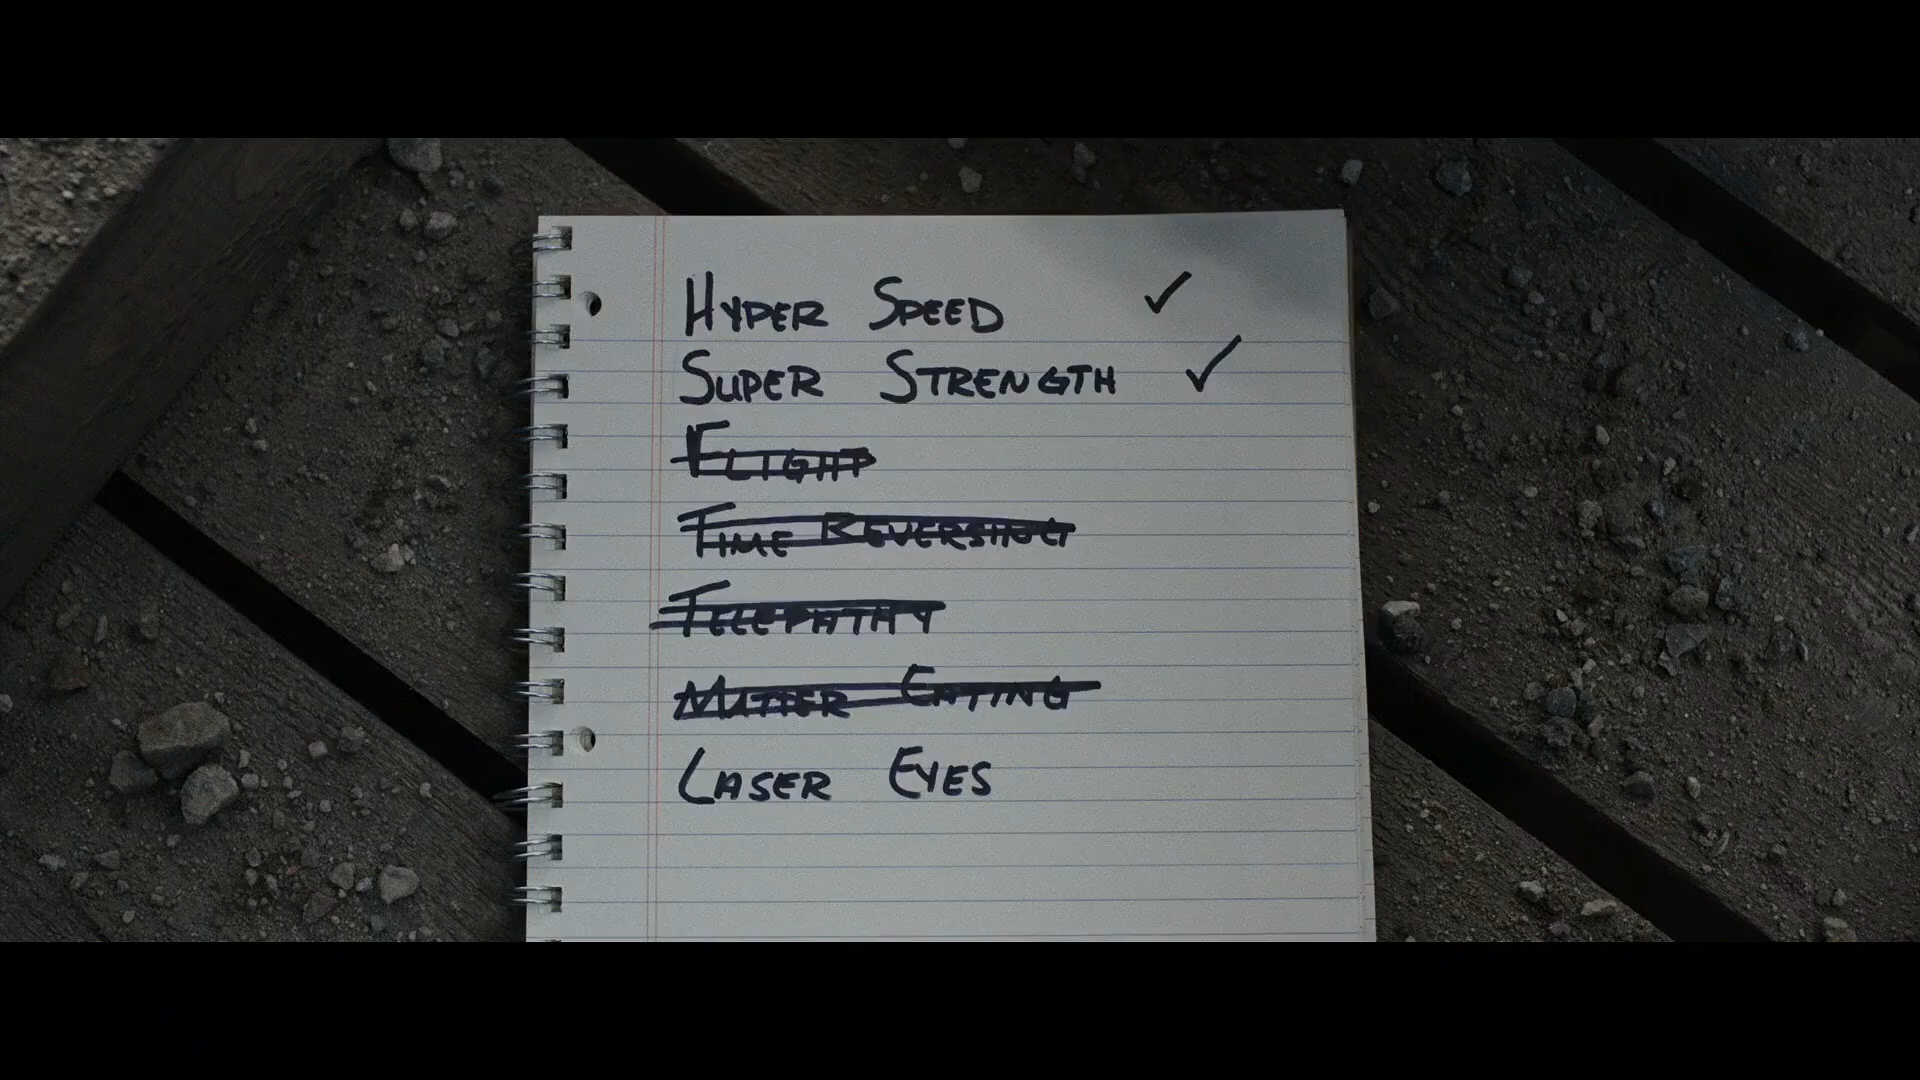 HYPER SPEED ✓
SUPER STRENGTH ✓
FLIGHT
TIME REVERSING
TELEPATHY
MATTER EATING
LASER EYES